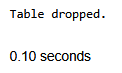 Table dropped.
0.10 seconds